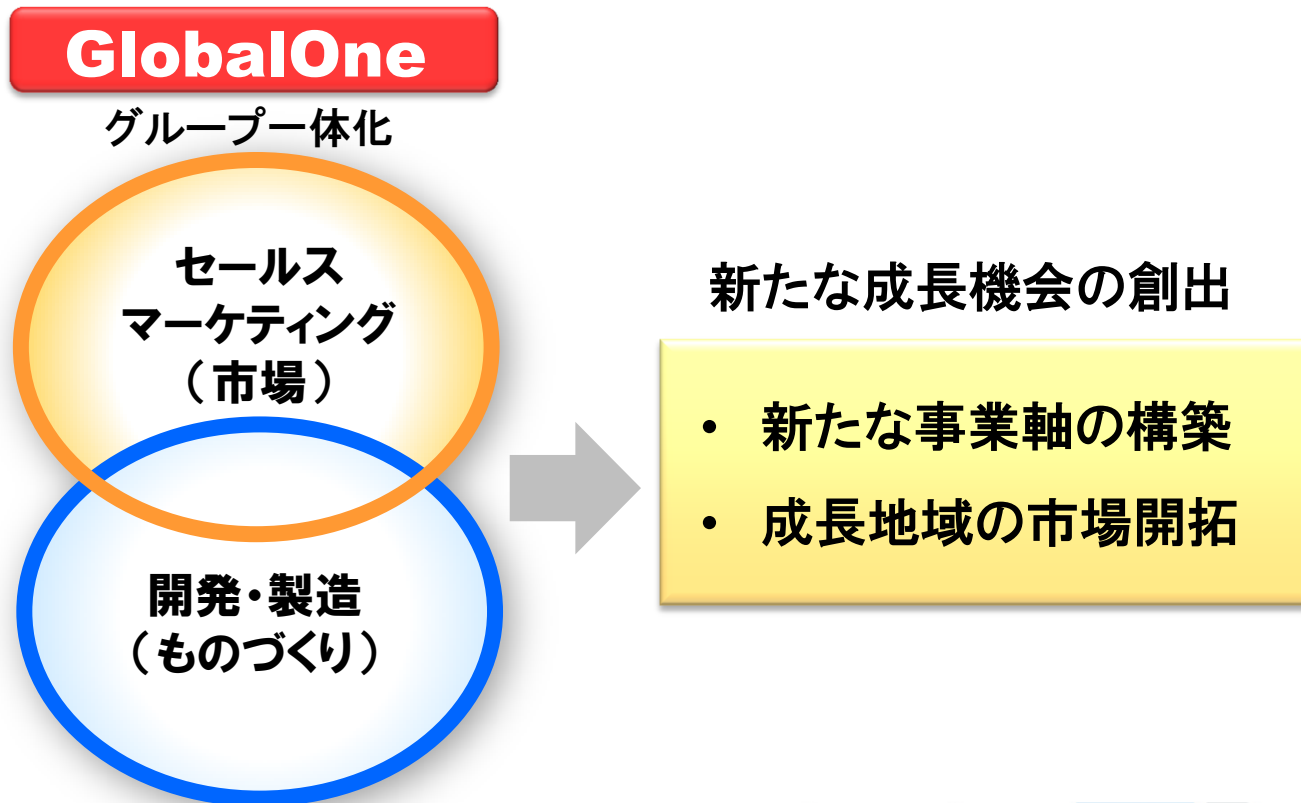 GlobalOne
グループ一体化
セールス
マーケティング
（市場）
開発・製造
（ものづくり）
新たな成長機会の創出
• 新たな事業軸の構築
• 成長地域の市場開拓